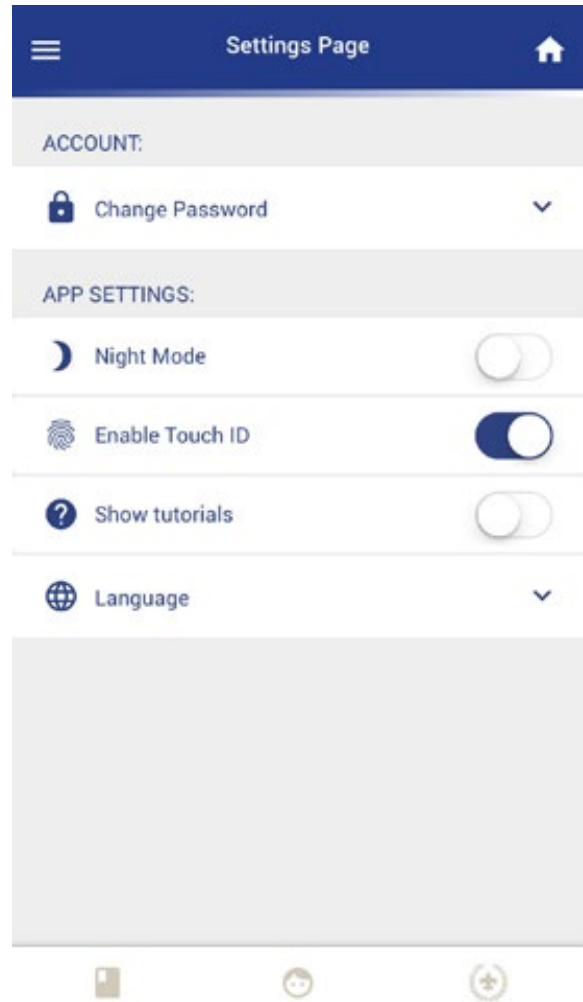 Settings Page
ACCOUNT:
Change Password
APP SETTINGS:
Night Mode
Enable Touch ID
Show tutorials
Language